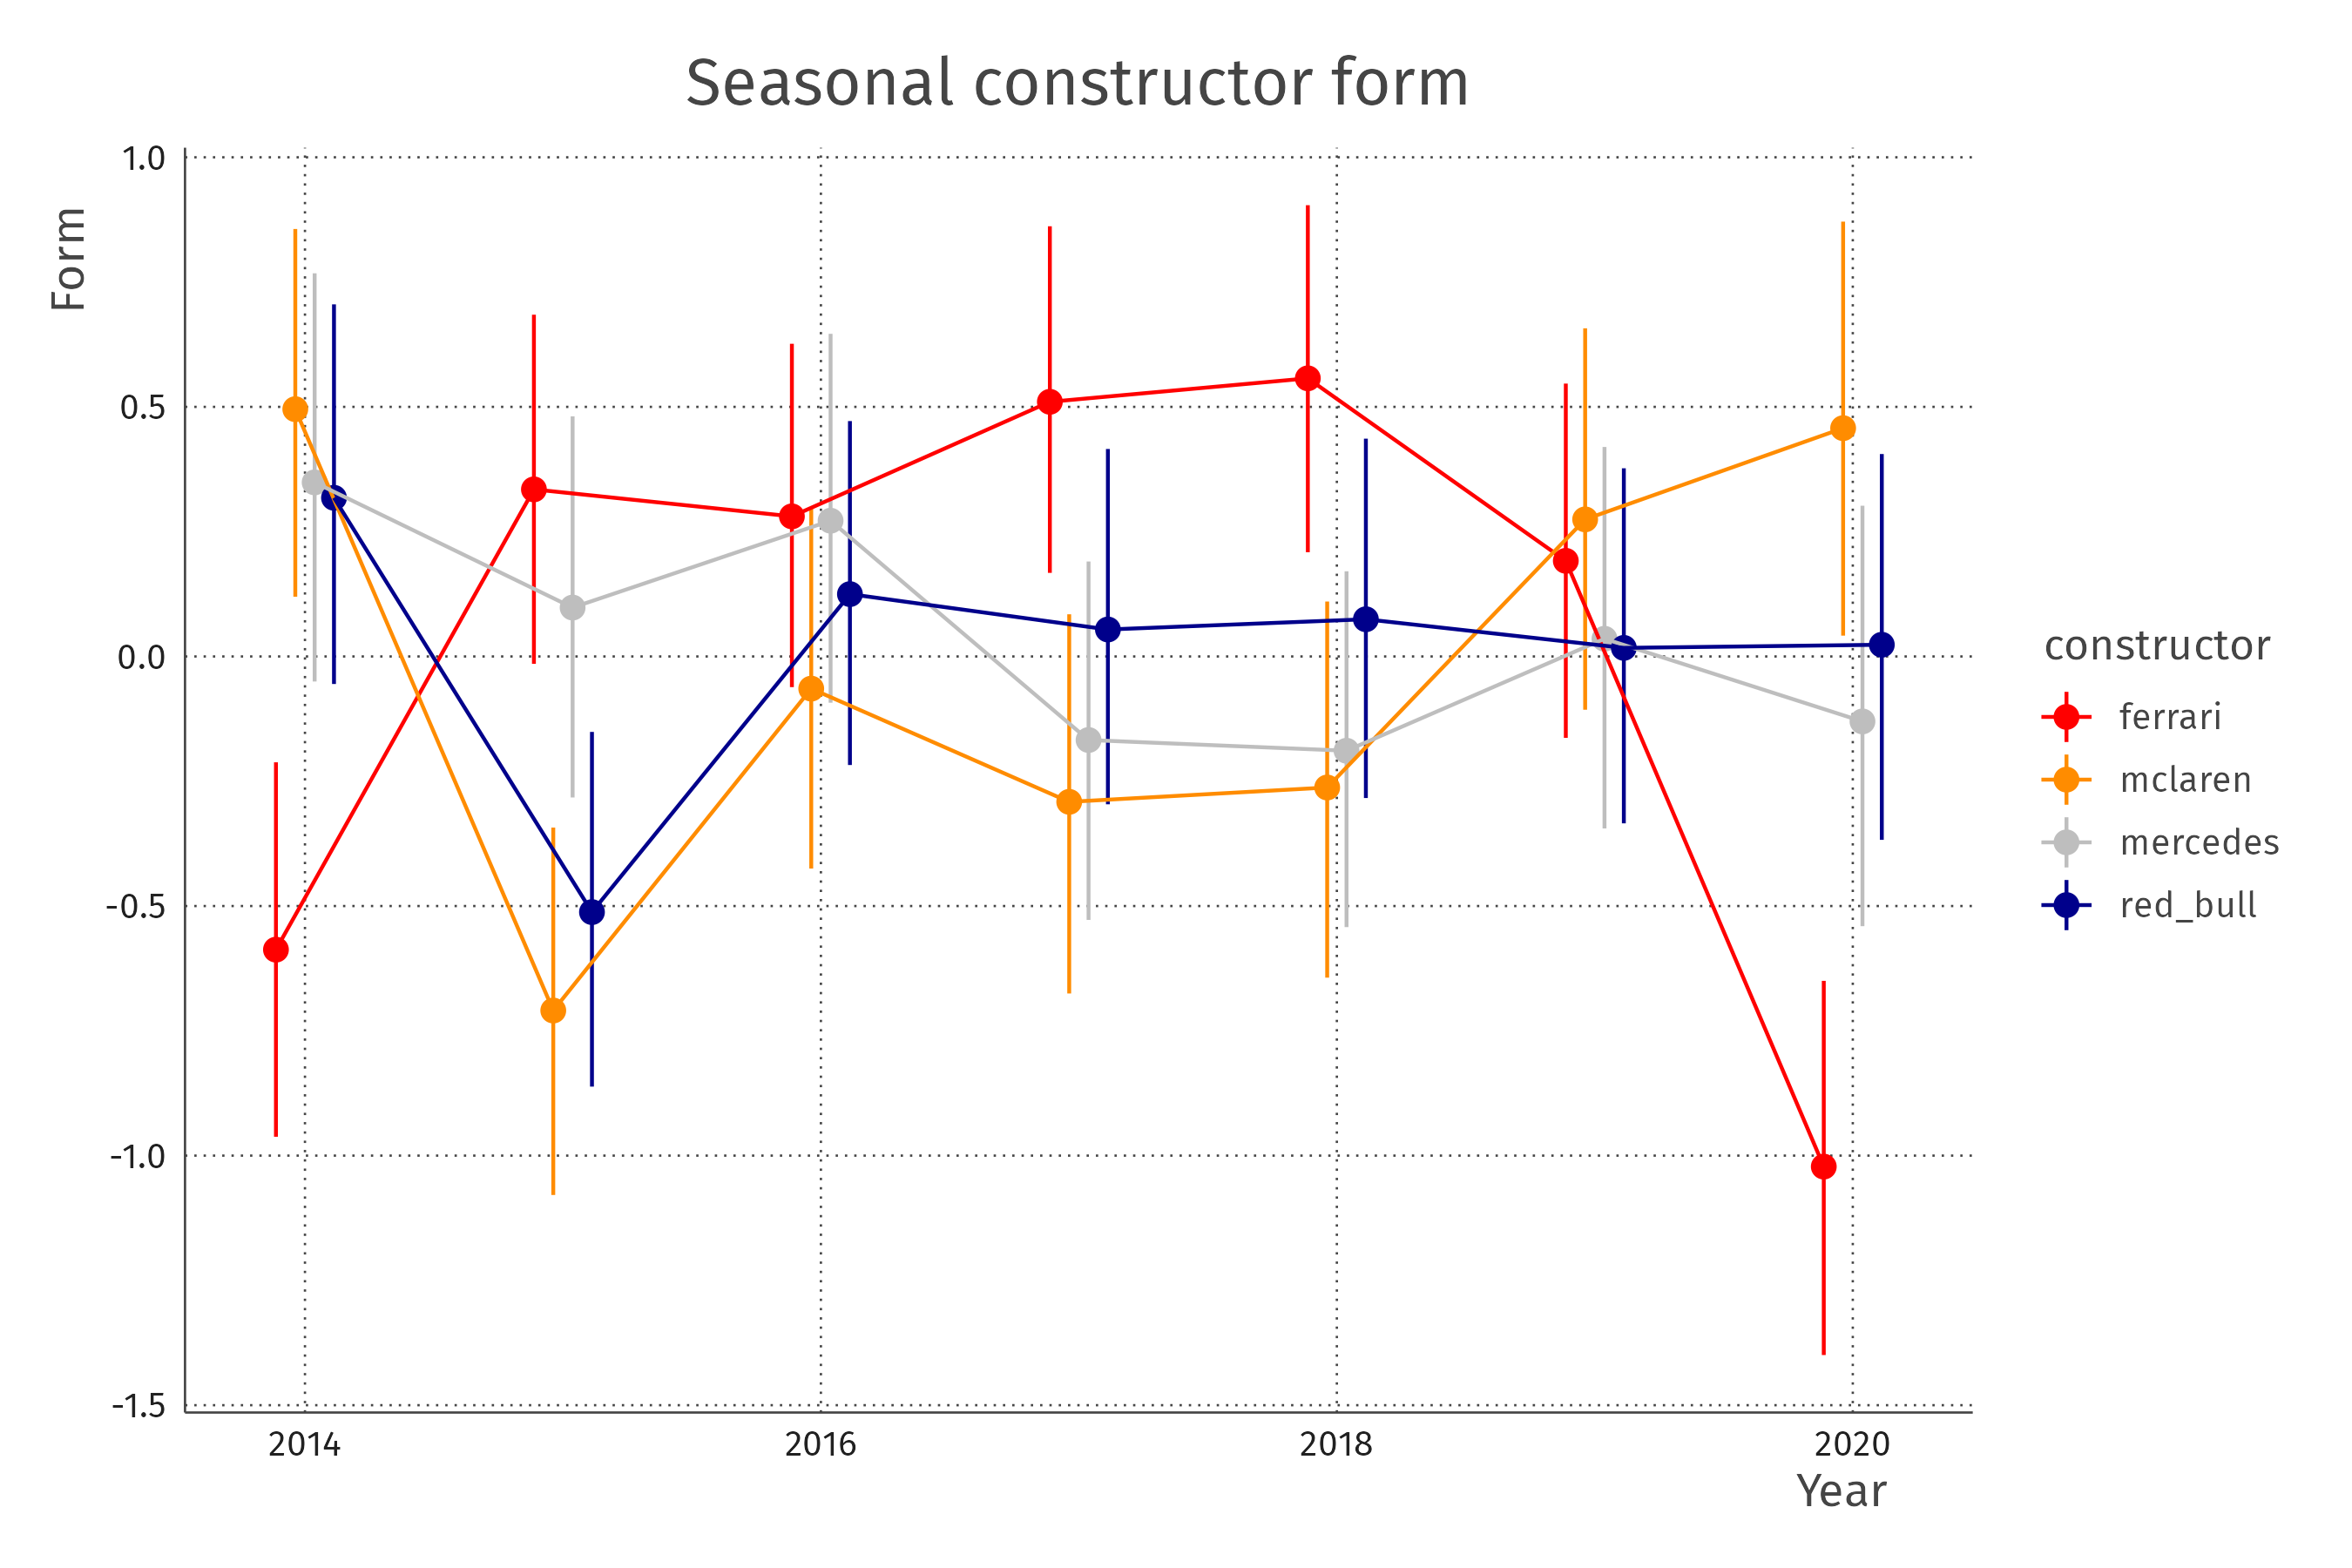 Seasonal constructor form
Form
1.0
0.5
0.0
-0.5
-1.0
-1.5
2014 2016 2018 2020
Year
constructor
ferrari
mclaren
mercedes
red_bull